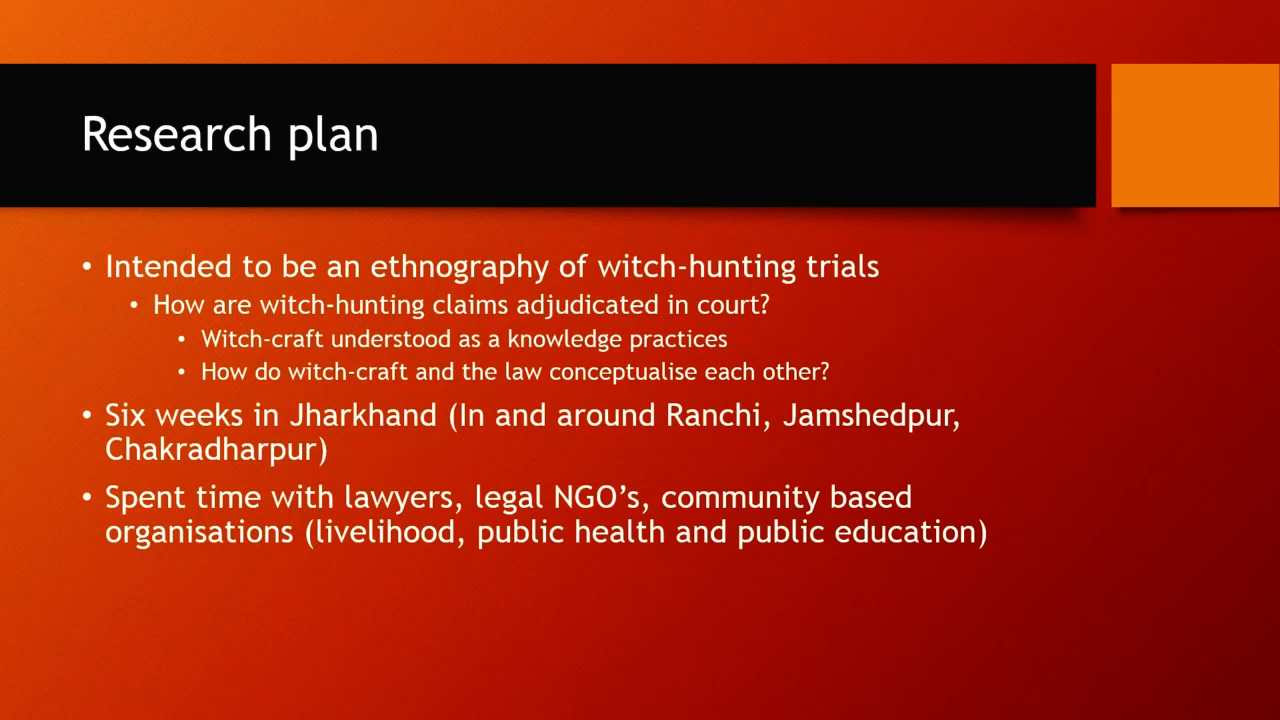 Research plan
• Intended to be an ethnography of witch-hunting trials
• How are witch-hunting claims adjudicated in court?
• Witch-craft understood as a knowledge practices
• How do witch-craft and the law conceptualise each other?
• Six weeks in Jharkhand (In and around Ranchi, Jamshedpur,
Chakradharpur)
• Spent time with lawyers, legal NGO’s, community based
organisations (livelihood, public health and public education)